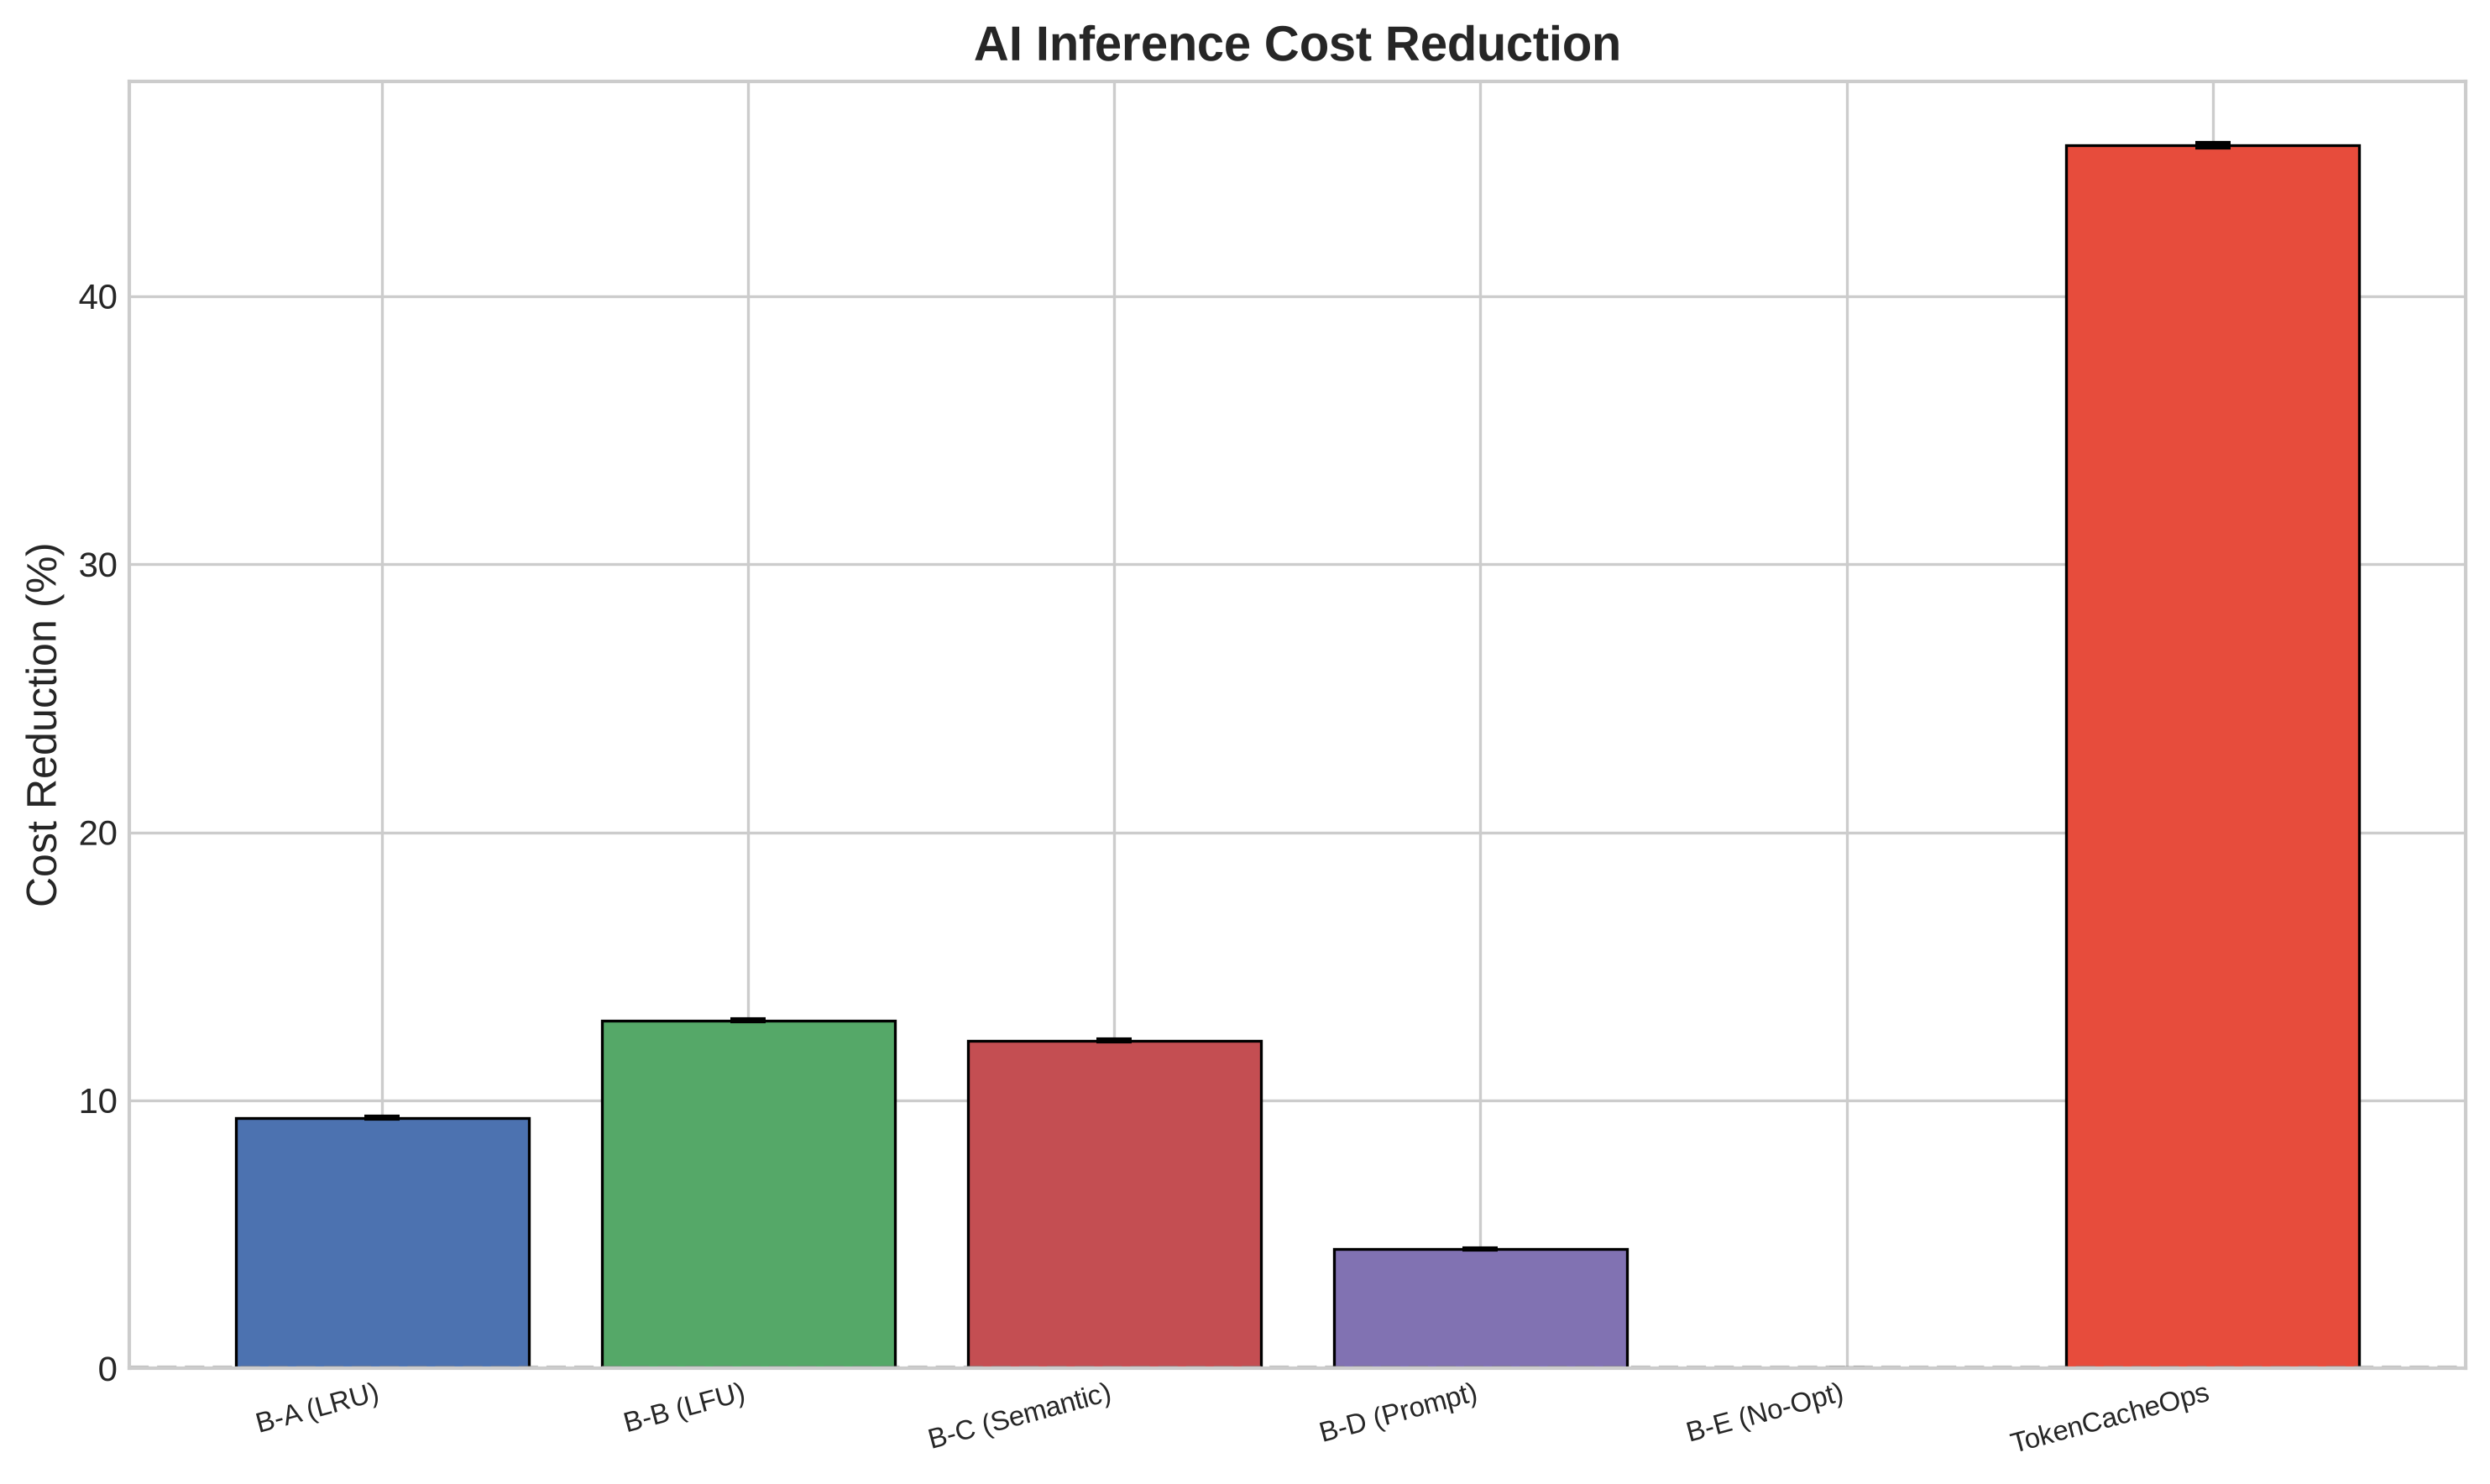 AI Inference Cost Reduction
Cost Reduction (%)
40
30
20
10
0
B-A (LRU)
B-B (LFU)
B-C (Semantic)
B-D (Prompt)
B-E (No-Opt)
TokenCacheOps